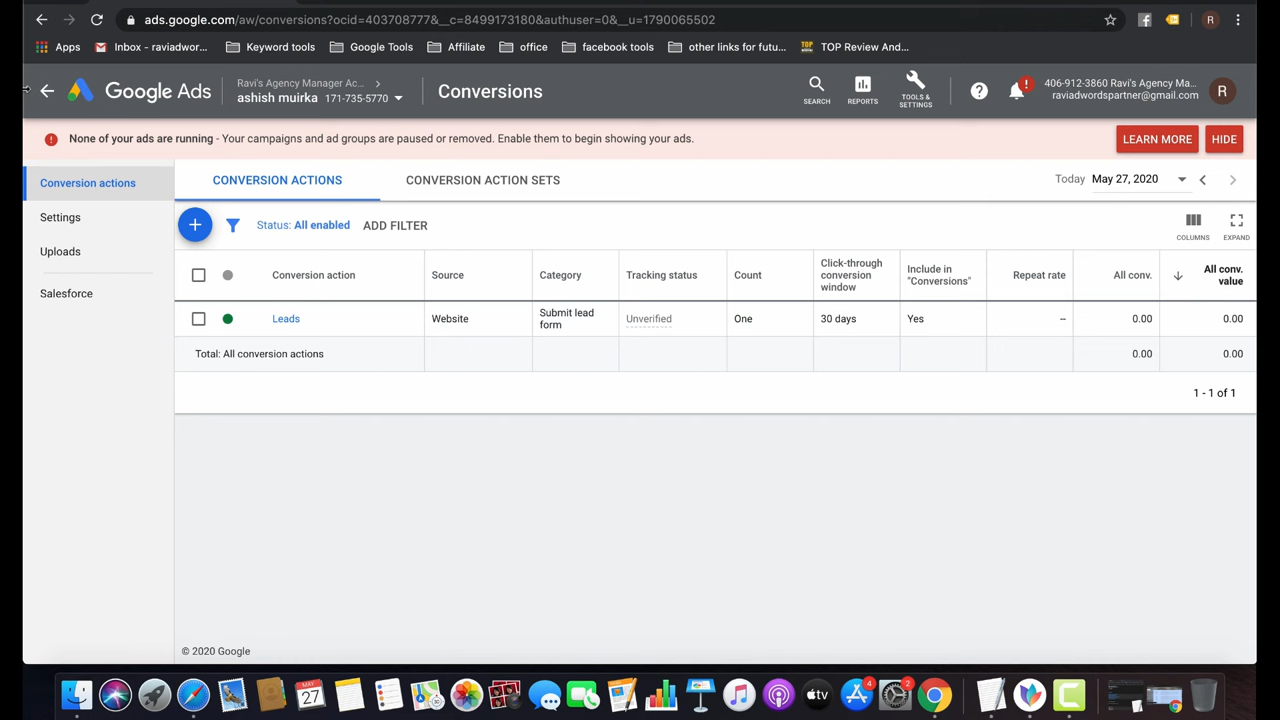 ads.google.com/aw/conversions?ocid=403708777&__c=8499173180&authuser=0&__u=1790065502
R
Apps
Inbox - raviadwor...
Keyword tools
Google Tools
Affiliate
office
facebook tools
other links for futu...
TOP Review And...
Google Ads
Ravi's Agency Manager Ac...
ashish muirka 171-735-5770
Conversions
SEARCH
REPORTS
TOOLS &
SETTINGS
406-912-3860 Ravi's Agency Ma...
raviadwordspartner@gmail.com
R
None of your ads are running - Your campaigns and ad groups are paused or removed. Enable them to begin showing your ads.
LEARN MORE
HIDE
Conversion actions
Settings
Uploads
Salesforce
CONVERSION ACTIONS
CONVERSION ACTION SETS
Today May 27, 2020
Status: All enabled
ADD FILTER
COLUMNS
EXPAND
Conversion action
Source
Category
Tracking status
Count
Click-through
conversion
window
Include in
"Conversions"
Repeat rate
All conv.
All conv.
value
Leads
Website
Submit lead
form
Unverified
One
30 days
Yes
--
0.00
0.00
Total: All conversion actions
0.00
0.00
1 - 1 of 1
© 2020 Google
MAY
27
tv
4
2